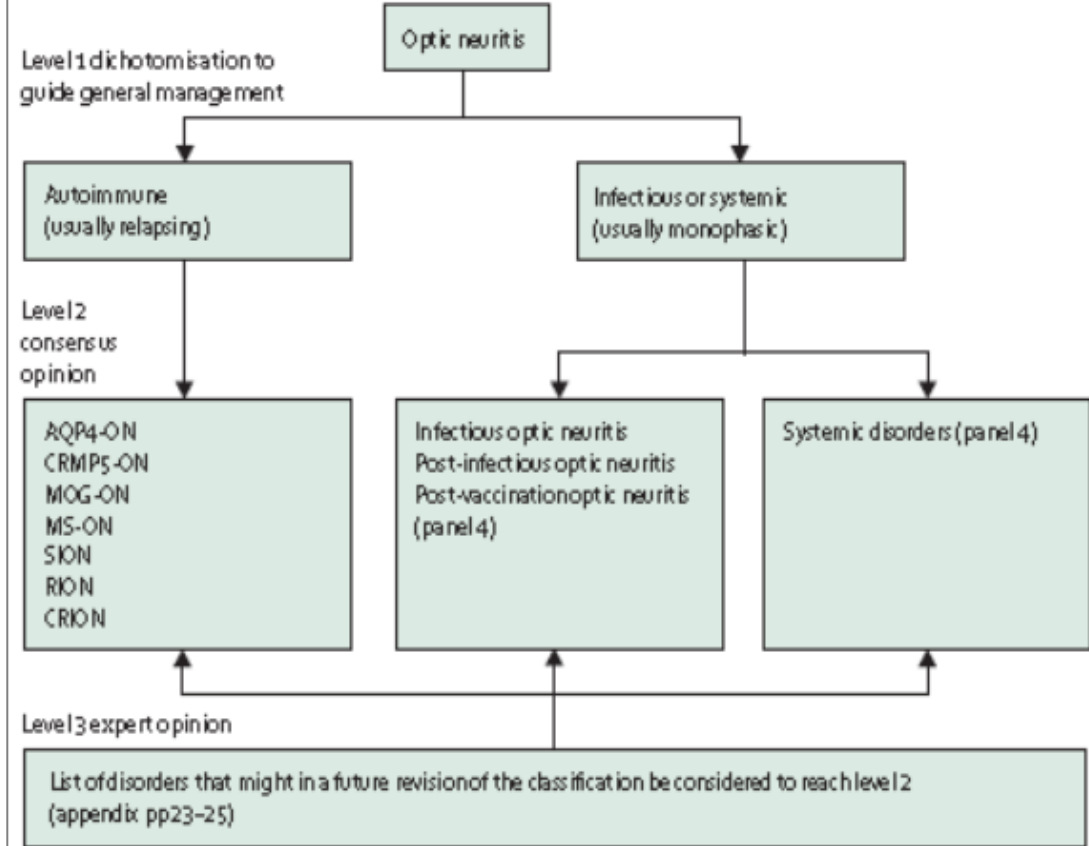 Optic neuritis
Level 1 dichotomisation to
guide general management
Autoimmune
(usually relapsing)
Infectious or systemic
(usually monophasic)
Level 2
consensus
opinion
AQP4-ON
CRMP5-ON
MOG-ON
MS-ON
SION
RION
CRION
Infectious optic neuritis
Post-infectious optic neuritis
Post-vaccination optic neuritis
(panel 4)
Systemic disorders (panel 4)
Level 3 expert opinion
List of disorders that might in a future revision of the classification be considered to reach level 2
(appendix pp23–25)